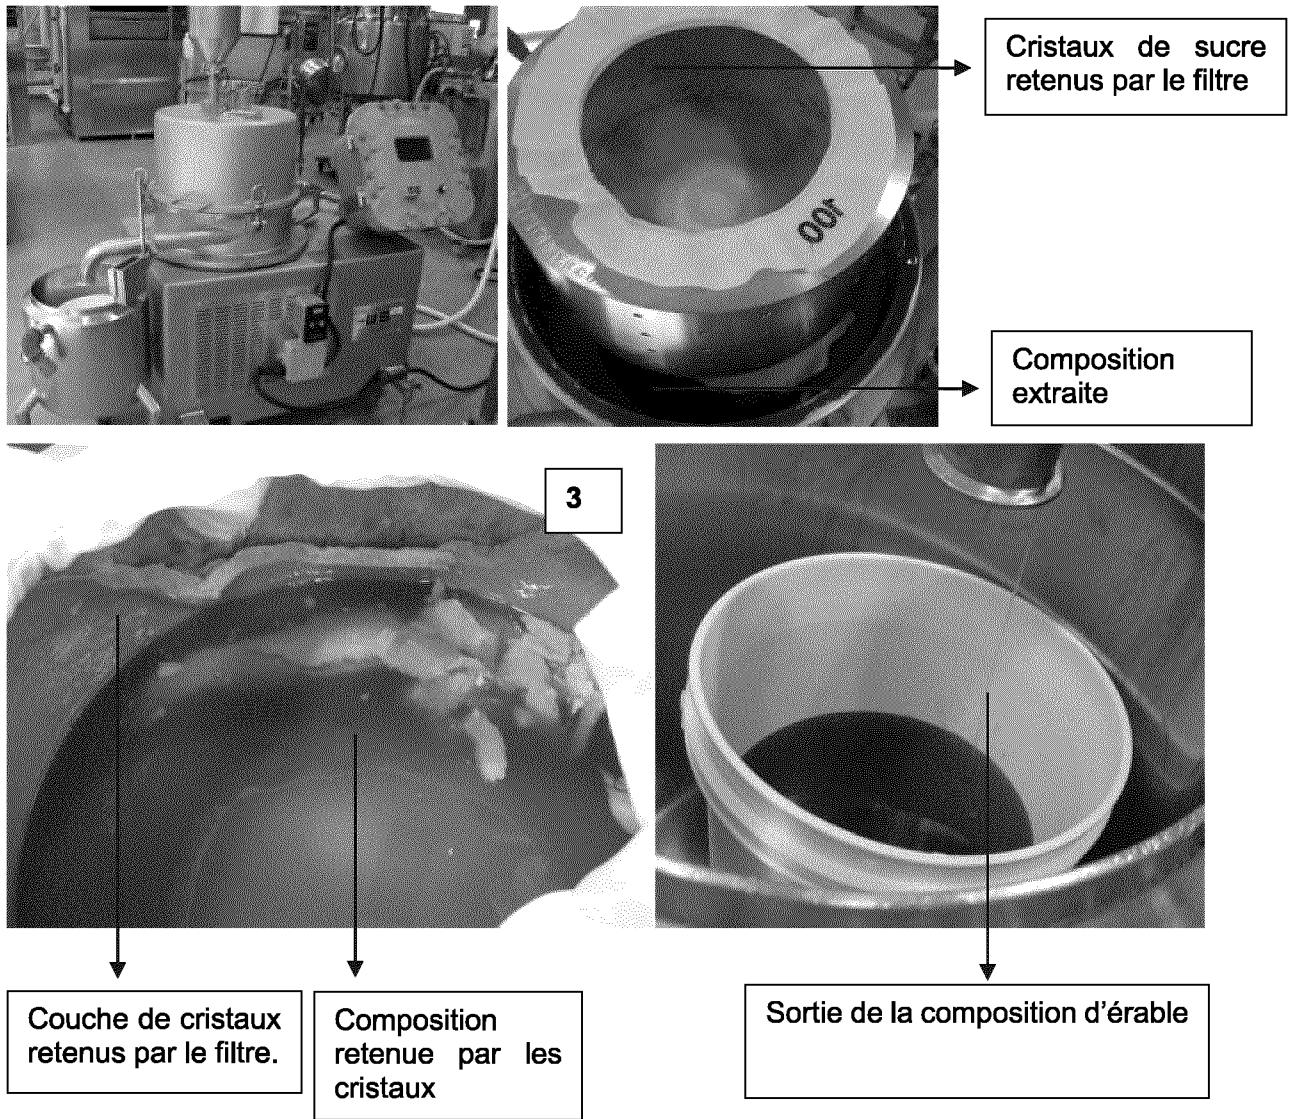 Cristaux de sucre
retenus par le filtre
100
Composition
extraite
3
Couche de cristaux
retenus par le filtre.
Composition
retenue par les
cristaux
Sortie de la composition d'érable